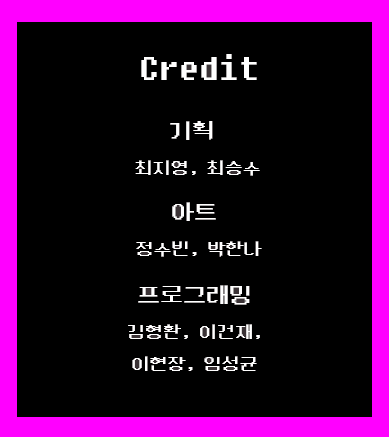 Credit
기획
최지영, 최승수
아트
정수빈, 박한나
프로그래밍
김형환, 이건재,
이현장, 임성균